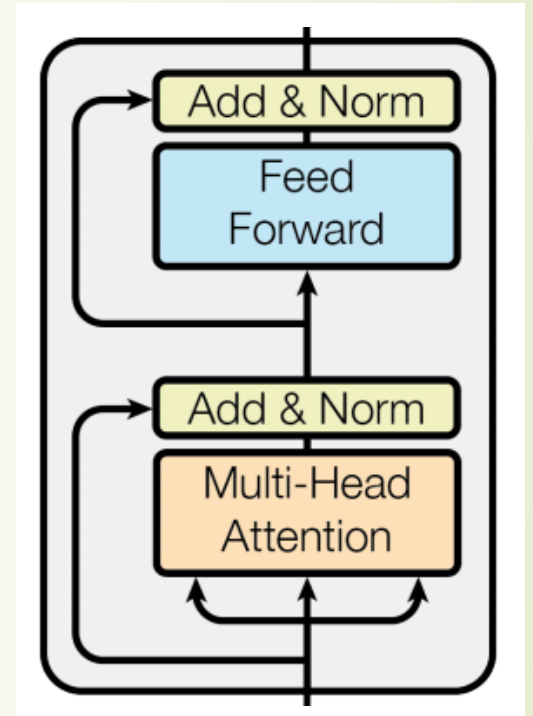 Add & Norm
Feed
Forward
Add & Norm
Multi-Head
Attention